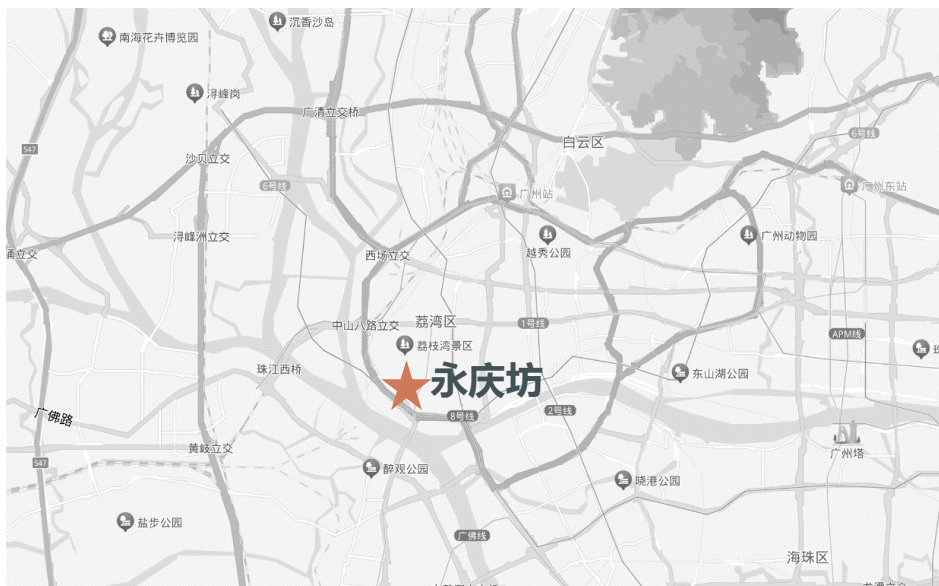 沉香沙岛
南海花卉博览园
浔峰岗
广清立交桥
6号线
白云区
S47
沙贝立交
6号线
广州站
广州东站
浔峰洲立交
越秀公园
广州动物园
西场立交
中山八路立交
荔湾区
1号线
APM线
荔枝湾景区
珠江西桥
永庆坊
东山湖公园
广佛路
8号线
2号线
黄岐立交
广州塔
S47
醉观公园
晓港公园
盐步公园
广佛线
海珠区